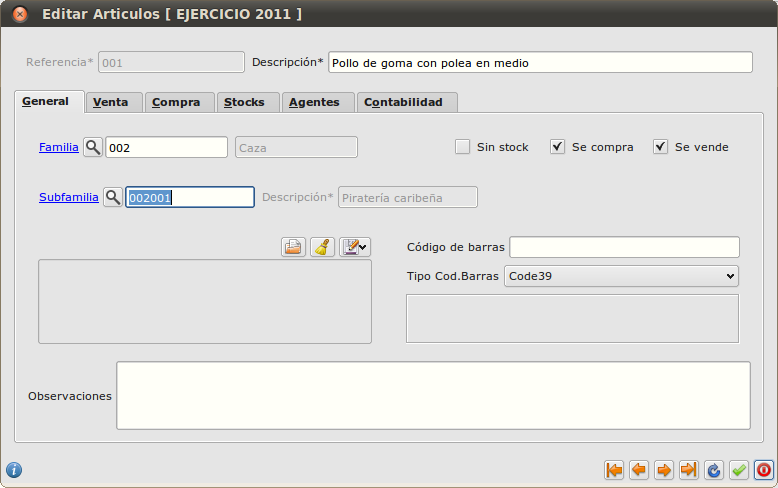 Editar Articulos [ EJERCICIO 2011 ]
Referencia* 001 Descripción* Pollo de goma con polea en medio
General Venta Compra Stocks Agentes Contabilidad
Familia 002 Caza Sin stock Se compra Se vende
Subfamilia 002001 Descripción* Piratería caribeña
Código de barras
Tipo Cod.Barras Code39
Observaciones